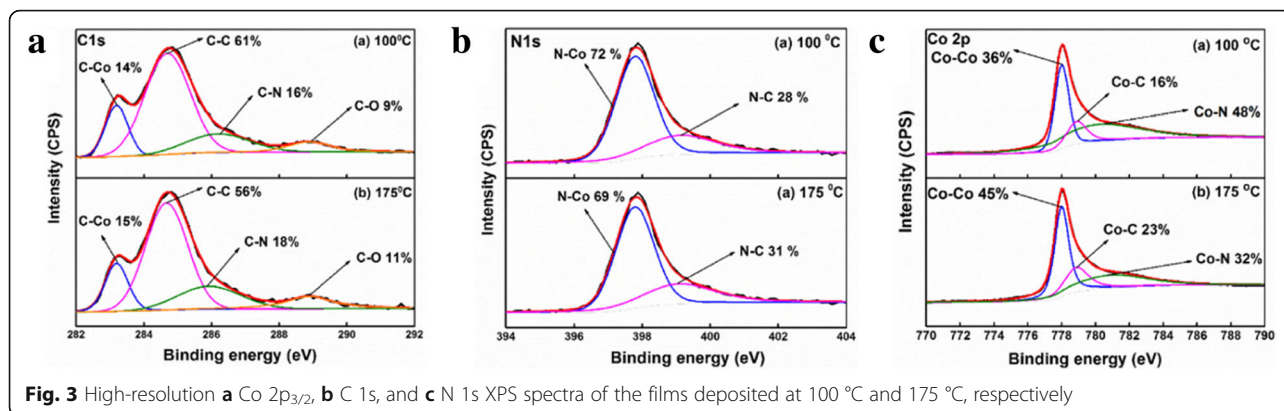 a
C1s
(a) 100°C
C-C 61%
C-Co 14%
C-N 16%
C-O 9%
(b) 175°C
C-C 56%
C-Co 15%
C-N 18%
C-O 11%
Intensity (CPS)
282 284 286 288 290 292
Binding energy (eV)
b
N1s
(a) 100 °C
N-Co 72 %
N-C 28 %
(a) 175 °C
N-Co 69 %
N-C 31 %
Intensity (CPS)
394 396 398 400 402 404
Binding energy (eV)
c
Co 2p
(a) 100 °C
Co-Co 36%
Co-C 16%
Co-N 48%
(b) 175 °C
Co-Co 45%
Co-C 23%
Co-N 32%
Intensity (CPS)
770 772 774 776 778 780 782 784 786 788 790
Binding energy (eV)
Fig. 3 High-resolution a Co 2p3/2, b C 1s, and c N 1s XPS spectra of the films deposited at 100 °C and 175 °C, respectively